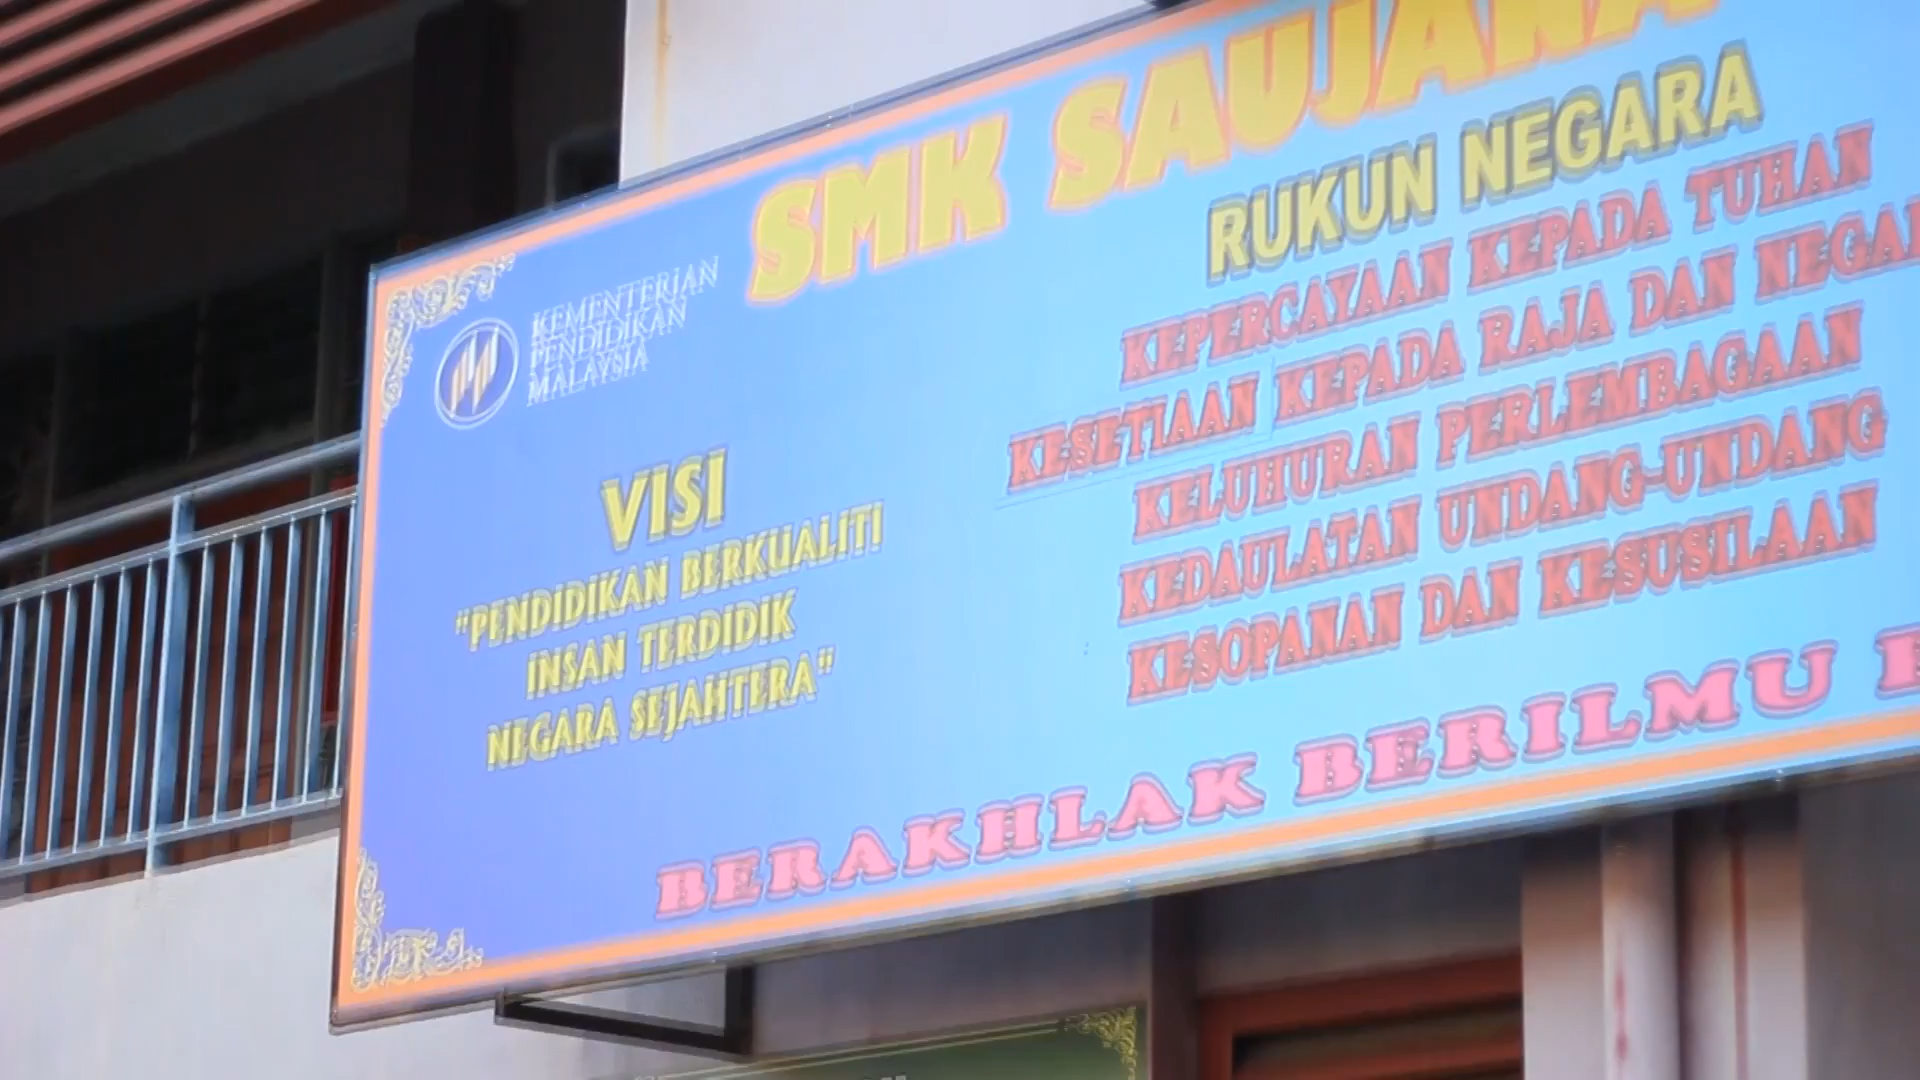 SMK SAUJANA
KEMENTERIAN
PENDIDIKAN
MALAYSIA
VISI
"PENDIDIKAN BERKUALITI
INSAN TERDIDIK
NEGARA SEJAHTERA"
RUKUN NEGARA
KEPERCAYAAN KEPADA TUHAN
KESETIAAN KEPADA RAJA DAN
KELUHURAN PERLEMBAGAAN
KEDAULATAN UNDANG-UNDANG
KESOPANAN DAN KESUSILAAN
BERAKHLAK BERILMU